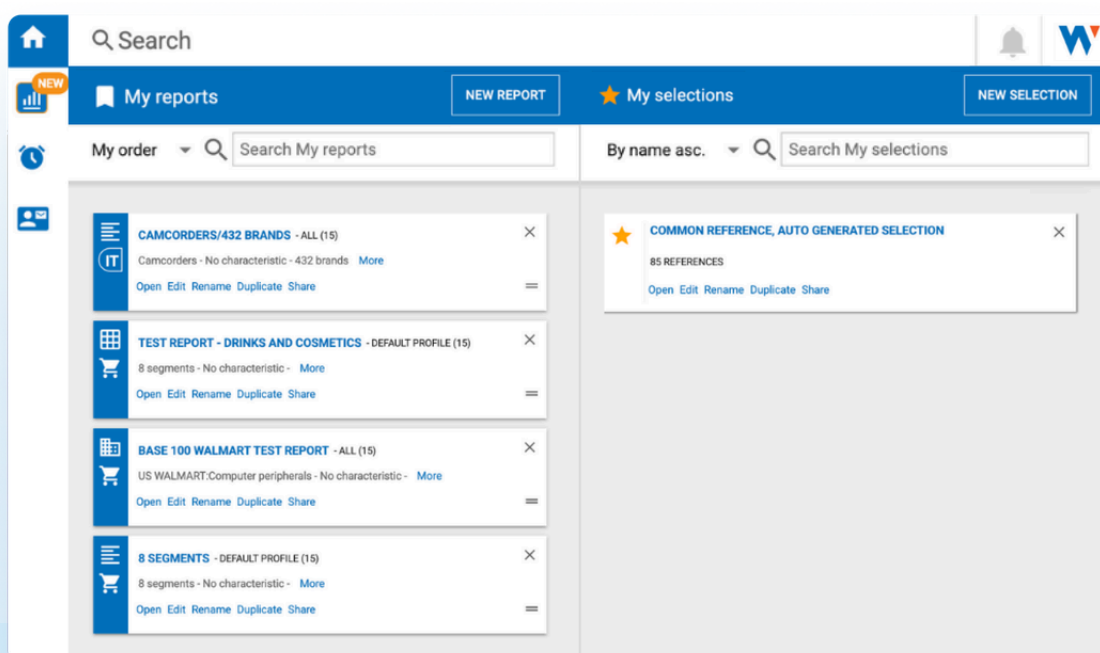 Search
NEW
My reports
NEW REPORT
My selections
NEW SELECTION
My order
Search My reports
By name asc.
Search My selections
CAMCORDERS/432 BRANDS - ALL (15)
IT
Camcorders - No characteristic - 432 brands More
Open Edit Rename Duplicate Share
TEST REPORT - DRINKS AND COSMETICS - DEFAULT PROFILE (15)
8 segments - No characteristic - More
Open Edit Rename Duplicate Share
BASE 100 WALMART TEST REPORT - ALL (15)
US WALMART:Computer peripherals - No characteristic - More
Open Edit Rename Duplicate Share
8 SEGMENTS - DEFAULT PROFILE (15)
8 segments - No characteristic - More
Open Edit Rename Duplicate Share
COMMON REFERENCE, AUTO GENERATED SELECTION
85 REFERENCES
Open Edit Rename Duplicate Share